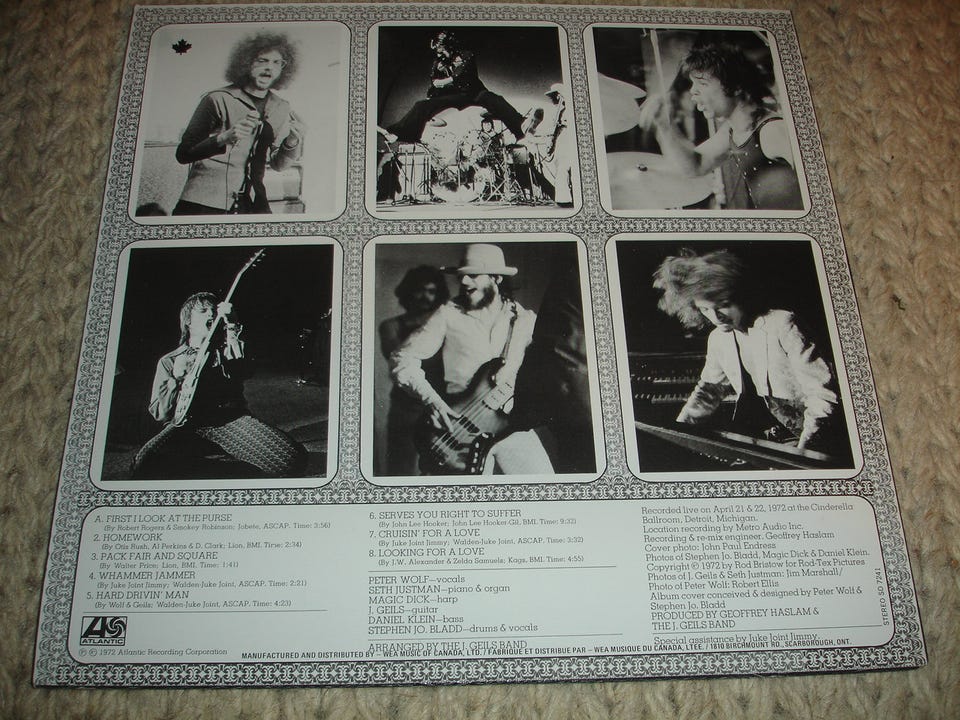 A. FIRST I LOOK AT THE PURSE
(By Robert Rogers & Smokey Robinson; Jobete, ASCAP. Time: 3:56)
2. HOMEWORK
(By Otis Rush, Al Perkins & D. Clark; Lion, BMI. Time: 2:34)
3. PACK FAIR AND SQUARE
(By Walter Price; Lion, BMI. Time: 1:41)
4. WHAMMER JAMMER
(By Juke Joint Jimmy; Walden-Juke Joint, ASCAP. Time: 2:21)
5. HARD DRIVIN' MAN
(By Wolf & Geils; Walden-Juke Joint, ASCAP. Time: 4:23)
ATLANTIC
℗ © 1972 Atlantic Recording Corporation
6. SERVES YOU RIGHT TO SUFFER
(By John Lee Hooker; John Lee Hooker-Gil, BMI. Time: 9:32)
7. CRUISIN' FOR A LOVE
(By Juke Joint Jimmy; Walden-Juke Joint, ASCAP. Time: 3:32)
8. LOOKING FOR A LOVE
(By J.W. Alexander & Zelda Samuels; Kags, BMI. Time: 4:55)
PETER WOLF—vocals
SETH JUSTMAN—piano & organ
MAGIC DICK—harp
J. GEILS—guitar
DANIEL KLEIN—bass
STEPHEN JO. BLADD—drums & vocals
ARRANGED BY THE J. GEILS BAND
Recorded live on April 21 & 22, 1972 at the Cinderella
Ballroom, Detroit, Michigan.
Location recording by Metro Audio Inc.
Recording & re-mix engineer. Geoffrey Haslam
Cover photo: John Paul Endress
Photos of Stephen Jo. Bladd, Magic Dick & Daniel Klein.
Copyright © 1972 by Rod Bristow for Rod-Tex Pictures
Photos of J. Geils & Seth Justman: Jim Marshall/
Photo of Peter Wolf: Robert Ellis
Album cover conceived & designed by Peter Wolf &
Stephen Jo. Bladd
PRODUCED BY GEOFFREY HASLAM &
THE J. GEILS BAND
Special assistance by Juke Joint Jimmy.
STEREO SD 7241
MANUFACTURED AND DISTRIBUTED BY – WEA MUSIC OF CANADA, LTD. / FABRIQUÉ ET DISTRIBUE PAR – WEA MUSIQUE DU CANADA, LTEE. / 1810 BIRCHMOUNT RD., SCARBOROUGH, ONT.